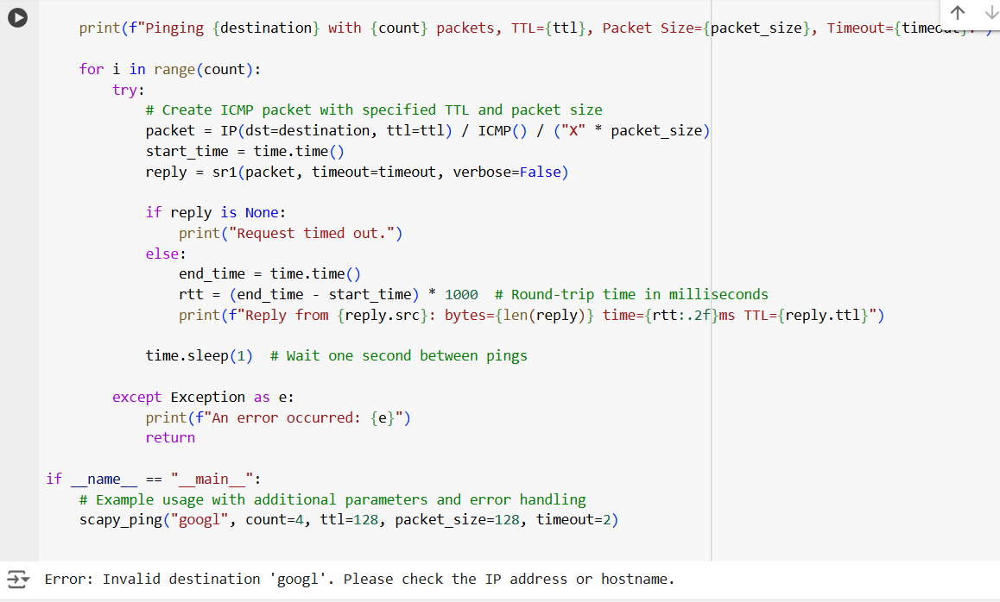 print(f"Pinging {destination} with {count} packets, TTL={ttl}, Packet Size={packet_size}, Timeout={timeout}.")
for i in range(count):
try:
# Create ICMP packet with specified TTL and packet size
packet = IP(dst=destination, ttl=ttl) / ICMP() / ("X" * packet_size)
start_time = time.time()
reply = sr1(packet, timeout=timeout, verbose=False)
if reply is None:
print("Request timed out.")
else:
end_time = time.time()
rtt = (end_time - start_time) * 1000  # Round-trip time in milliseconds
print(f"Reply from {reply.src}: bytes={len(reply)} time={rtt:.2f}ms TTL={reply.ttl}")
time.sleep(1)  # Wait one second between pings
except Exception as e:
print(f"An error occurred: {e}")
return
if __name__ == "__main__":
# Example usage with additional parameters and error handling
scapy_ping("googl", count=4, ttl=128, packet_size=128, timeout=2)
Error: Invalid destination 'googl'. Please check the IP address or hostname.